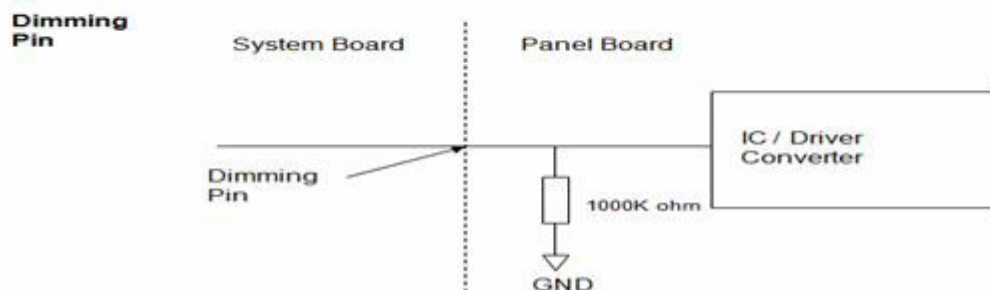 Dimming
Pin
System Board
Panel Board
IC / Driver
Converter
Dimming
Pin
1000K ohm
GND